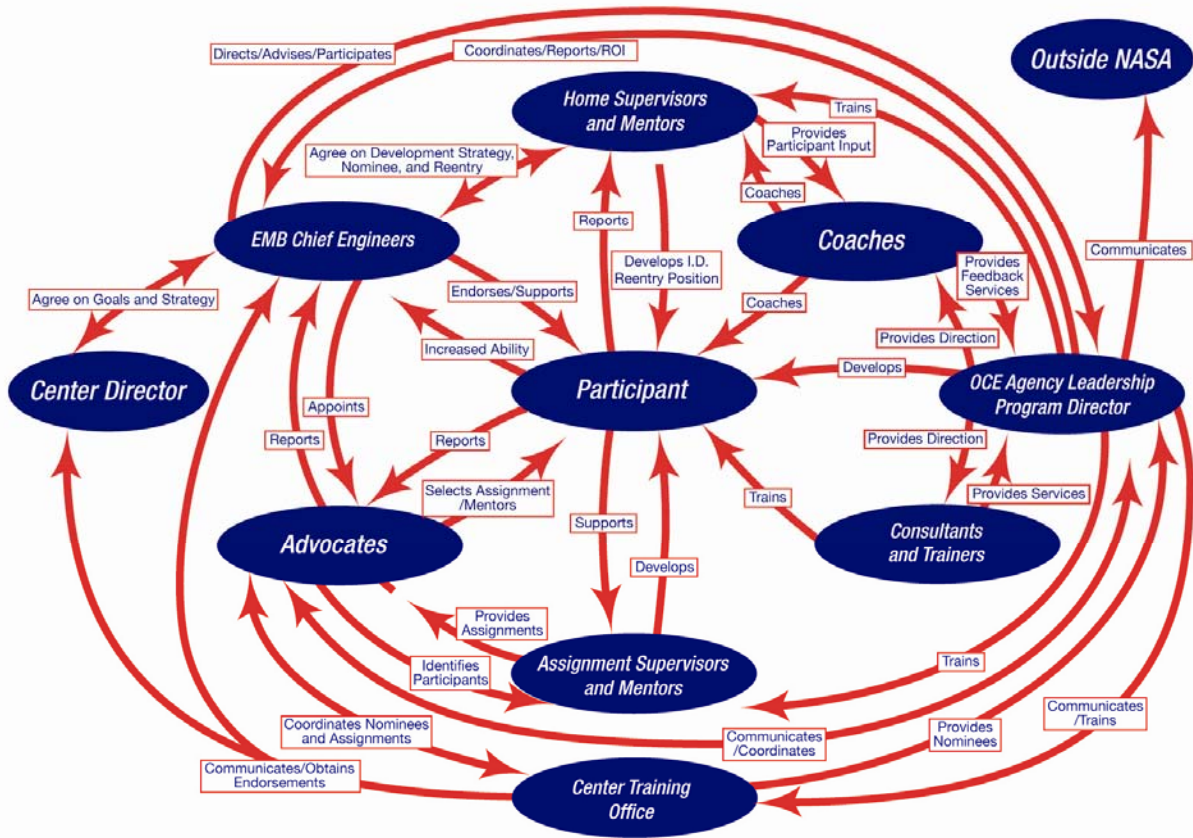 Directs/Advises/Participates
Coordinates/Reports/ROI
Outside NASA
Home Supervisors
and Mentors
Trains
Provides
Participant Input
Agree on Development Strategy,
Nominee, and Reentry
Coaches
Reports
EMB Chief Engineers
Coaches
Communicates
Develops I.D.
Reentry Position
Provides
Feedback
Services
Agree on Goals and Strategy
Endorses/Supports
Coaches
Provides Direction
Increased Ability
Center Director
Participant
Develops
OCE Agency Leadership
Program Director
Appoints
Reports
Reports
Provides Direction
Selects Assignment
/Mentors
Trains
Provides Services
Supports
Advocates
Consultants
and Trainers
Develops
Provides
Assignments
Identifies
Participants
Assignment Supervisors
and Mentors
Trains
Coordinates Nominees
and Assignments
Communicates
/Coordinates
Provides
Nominees
Communicates
/Trains
Communicates/Obtains
Endorsements
Center Training
Office